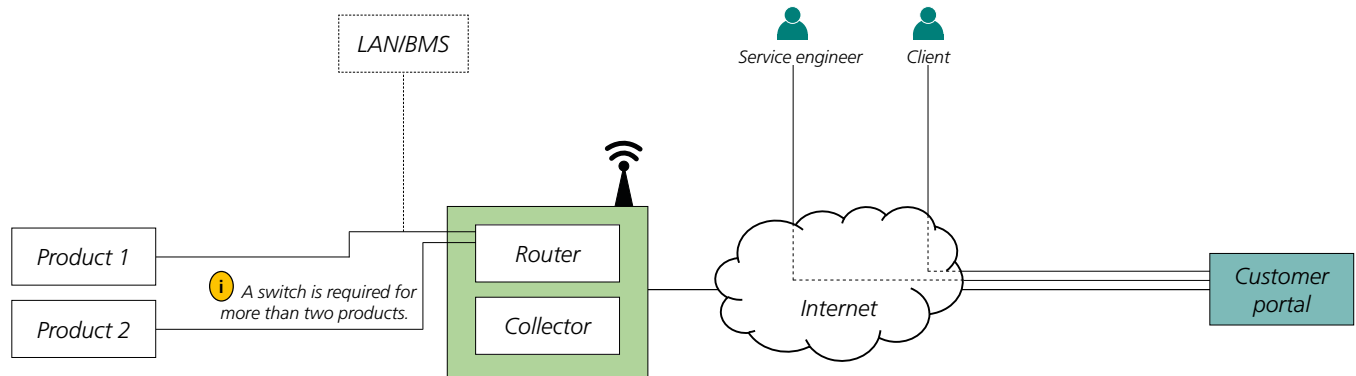 LAN/BMS
Service engineer
Client
Product 1
Router
i
A switch is required for
more than two products.
Product 2
Collector
Internet
Customer
portal